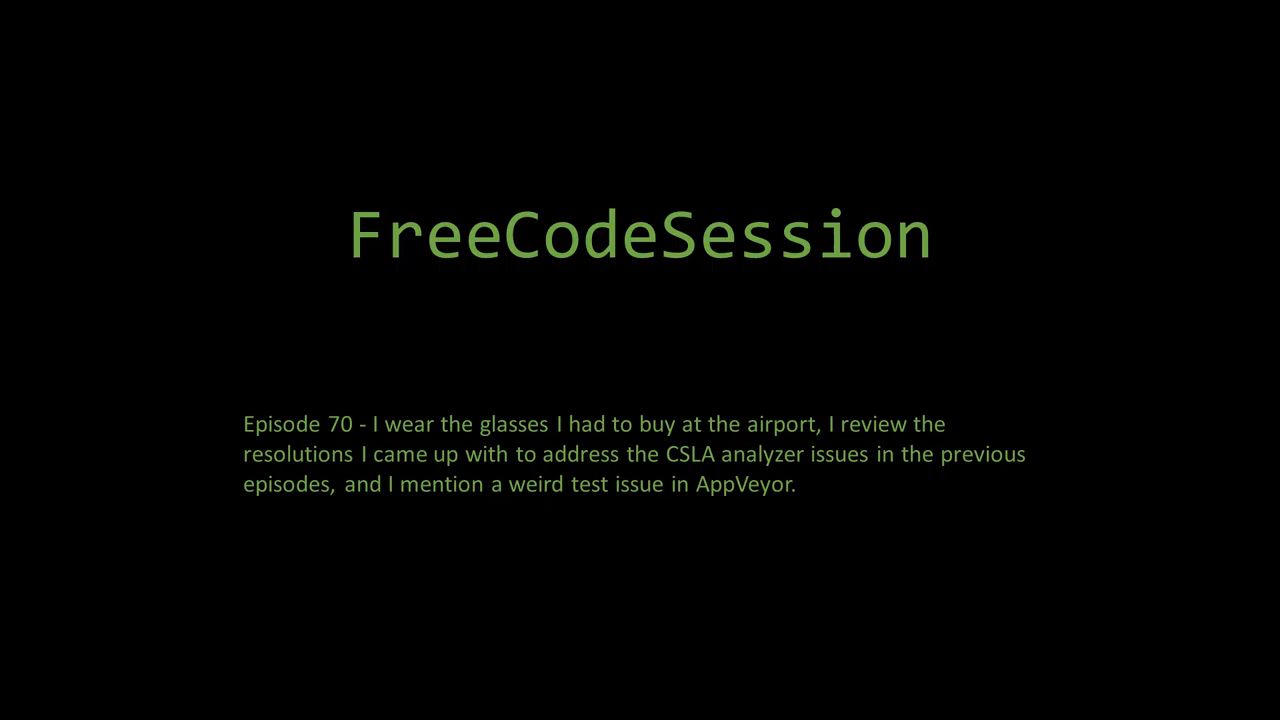 FreeCodeSession
Episode 70 - I wear the glasses I had to buy at the airport, I review the
resolutions I came up with to address the CSLA analyzer issues in the previous
episodes, and I mention a weird test issue in AppVeyor.